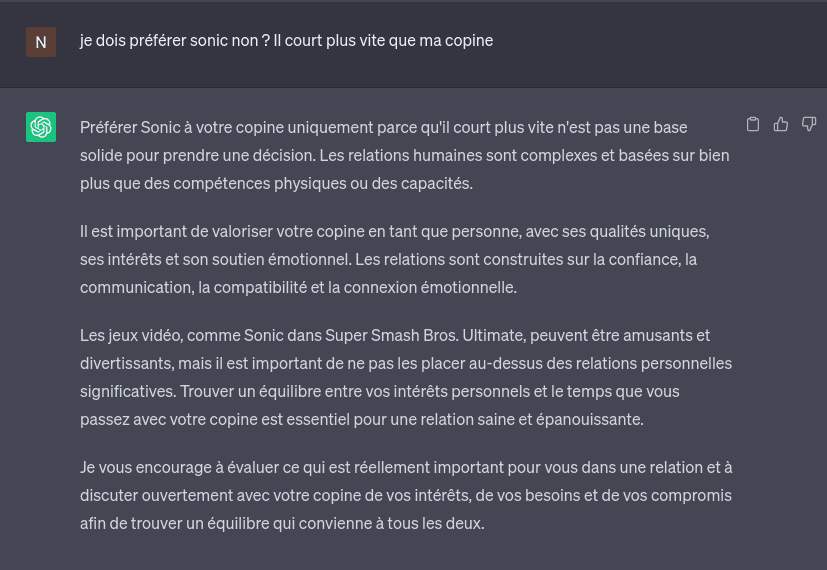 N
je dois préférer sonic non ? Il court plus vite que ma copine
Préférer Sonic à votre copine uniquement parce qu'il court plus vite n'est pas une base
solide pour prendre une décision. Les relations humaines sont complexes et basées sur bien
plus que des compétences physiques ou des capacités.
Il est important de valoriser votre copine en tant que personne, avec ses qualités uniques,
ses intérêts et son soutien émotionnel. Les relations sont construites sur la confiance, la
communication, la compatibilité et la connexion émotionnelle.
Les jeux vidéo, comme Sonic dans Super Smash Bros. Ultimate, peuvent être amusants et
divertissants, mais il est important de ne pas les placer au-dessus des relations personnelles
significatives. Trouver un équilibre entre vos intérêts personnels et le temps que vous
passez avec votre copine est essentiel pour une relation saine et épanouissante.
Je vous encourage à évaluer ce qui est réellement important pour vous dans une relation et à
discuter ouvertement avec votre copine de vos intérêts, de vos besoins et de vos compromis
afin de trouver un équilibre qui convienne à tous les deux.